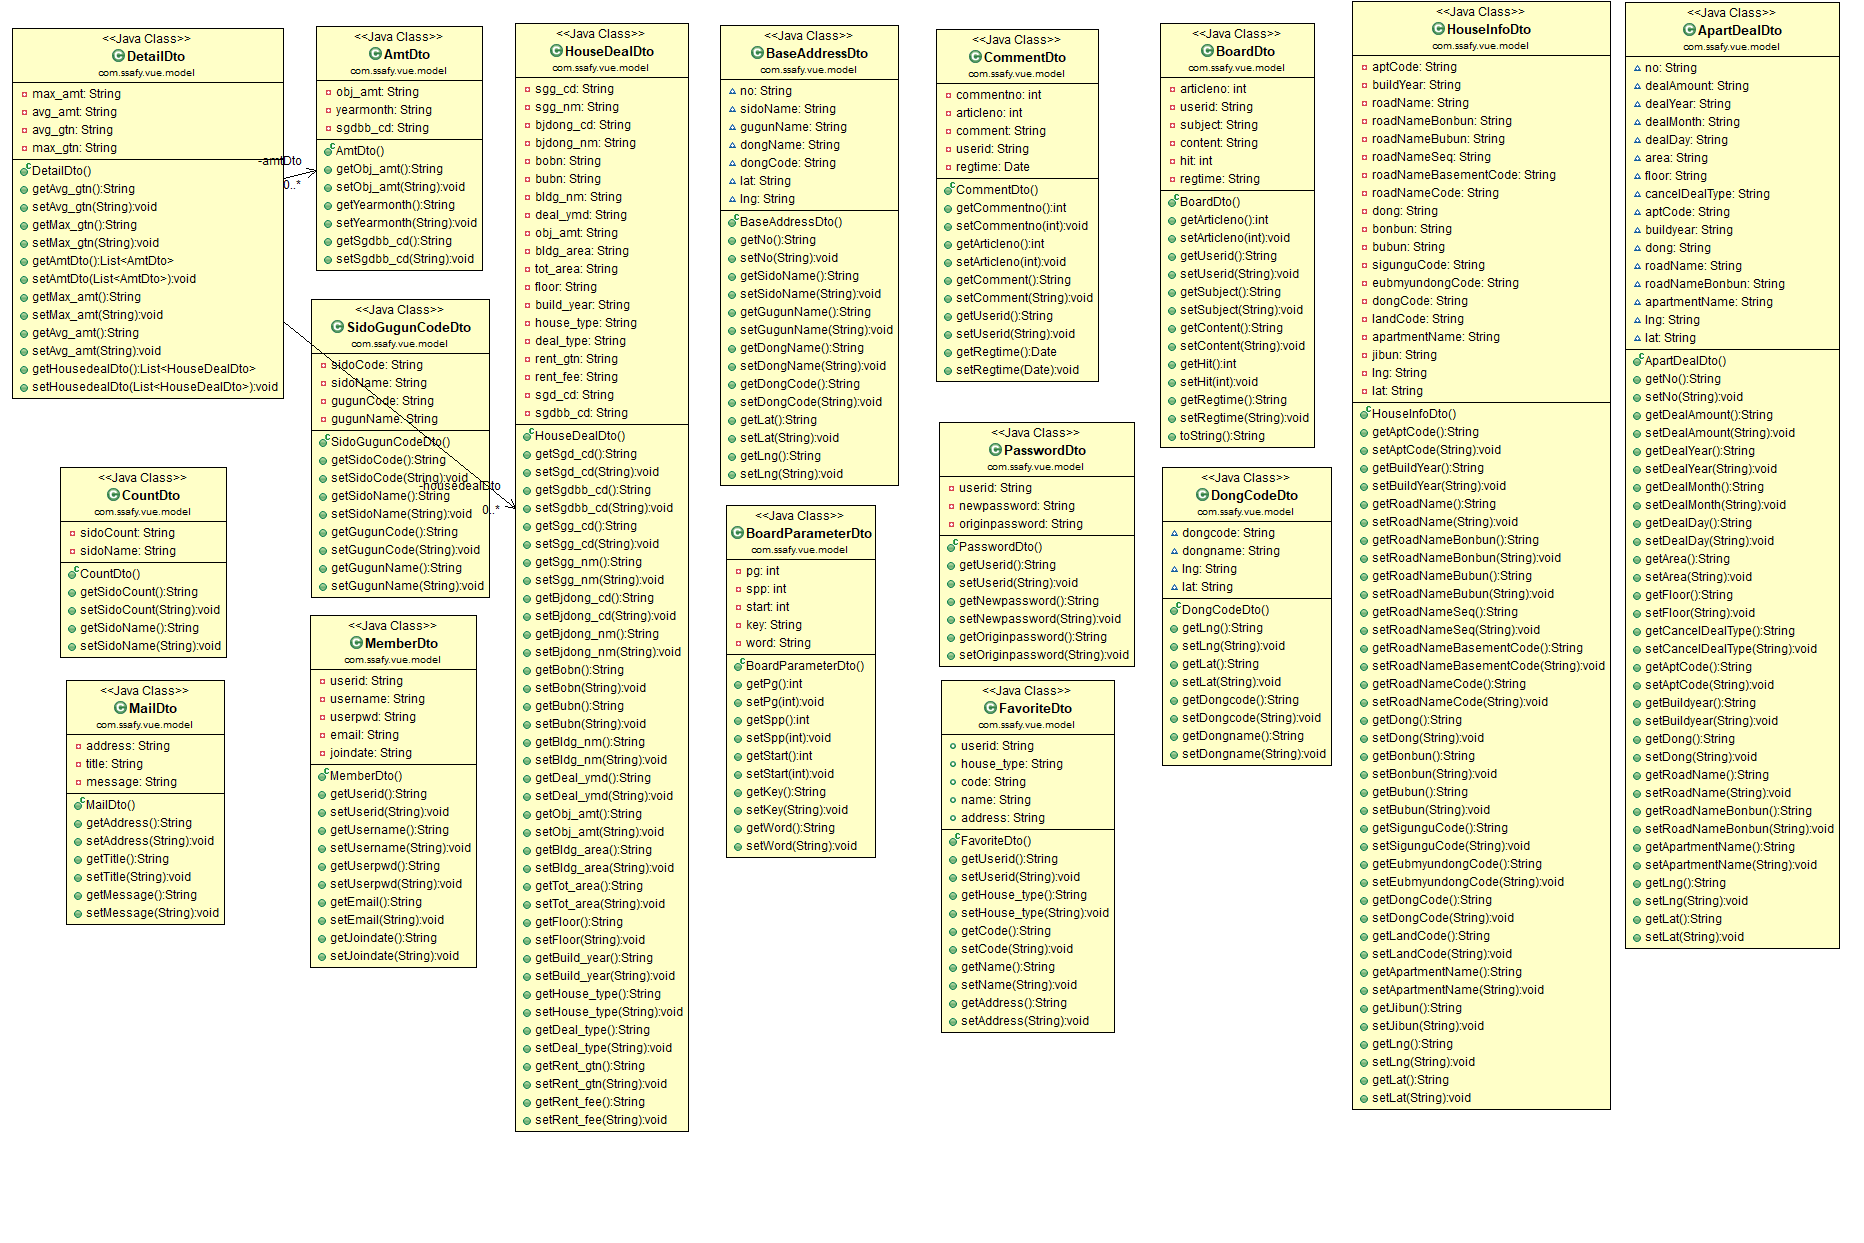 <<Java Class>>
DetailDto
com.ssafy.vue.model
max_amt: String
avg_amt: String
avg_gtn: String
max_gtn: String
DetailDto()
getAvg_gtn():String
setAvg_gtn(String):void
getMax_gtn():String
setMax_gtn(String):void
getAmtDto():List<AmtDto>
setAmtDto(List<AmtDto>):void
getMax_amt():String
setMax_amt(String):void
getAvg_amt():String
setAvg_amt(String):void
getHousedealDto():List<HouseDealDto>
setHousedealDto(List<HouseDealDto>):void
-amtDto
0..*
<<Java Class>>
AmtDto
com.ssafy.vue.model
obj_amt: String
yearmonth: String
sgdbb_cd: String
AmtDto()
getObj_amt():String
setObj_amt(String):void
getYearmonth():String
setYearmonth(String):void
getSgdbb_cd():String
setSgdbb_cd(String):void
<<Java Class>>
SidoGugunCodeDto
com.ssafy.vue.model
sidoCode: String
sidoName: String
gugunCode: String
gugunName: String
SidoGugunCodeDto()
getSidoCode():String
setSidoCode(String):void
getSidoName():String
setSidoName(String):void
getGugunCode():String
setGugunCode(String):void
getGugunName():String
setGugunName(String):void
-housedealDto
0..*
<<Java Class>>
CountDto
com.ssafy.vue.model
sidoCount: String
sidoName: String
CountDto()
getSidoCount():String
setSidoCount(String):void
getSidoName():String
setSidoName(String):void
<<Java Class>>
MailDto
com.ssafy.vue.model
address: String
title: String
message: String
MailDto()
getAddress():String
setAddress(String):void
getTitle():String
setTitle(String):void
getMessage():String
setMessage(String):void
<<Java Class>>
MemberDto
com.ssafy.vue.model
userid: String
username: String
userpwd: String
email: String
joindate: String
MemberDto()
getUserid():String
setUserid(String):void
getUsername():String
setUsername(String):void
getUserpwd():String
setUserpwd(String):void
getEmail():String
setEmail(String):void
getJoindate():String
setJoindate(String):void
<<Java Class>>
HouseDealDto
com.ssafy.vue.model
sgg_cd: String
sgg_nm: String
bjdong_cd: String
bjdong_nm: String
bobn: String
bubn: String
bldg_nm: String
deal_ymd: String
obj_amt: String
bldg_area: String
tot_area: String
floor: String
build_year: String
house_type: String
deal_type: String
rent_gtn: String
rent_fee: String
sgd_cd: String
sgdbb_cd: String
HouseDealDto()
getSgd_cd():String
setSgd_cd(String):void
getSgdbb_cd():String
setSgdbb_cd(String):void
getSgg_cd():String
setSgg_cd(String):void
getSgg_nm():String
setSgg_nm(String):void
getBjdong_cd():String
setBjdong_cd(String):void
getBjdong_nm():String
setBjdong_nm(String):void
getBobn():String
setBobn(String):void
getBubn():String
setBubn(String):void
getBldg_nm():String
setBldg_nm(String):void
getDeal_ymd():String
setDeal_ymd(String):void
getObj_amt():String
setObj_amt(String):void
getBldg_area():String
setBldg_area(String):void
getTot_area():String
setTot_area(String):void
getFloor():String
setFloor(String):void
getBuild_year():String
setBuild_year(String):void
getHouse_type():String
setHouse_type(String):void
getDeal_type():String
setDeal_type(String):void
getRent_gtn():String
setRent_gtn(String):void
getRent_fee():String
setRent_fee(String):void
<<Java Class>>
BaseAddressDto
com.ssafy.vue.model
no: String
sidoName: String
gugunName: String
dongName: String
dongCode: String
lat: String
lng: String
BaseAddressDto()
getNo():String
setNo(String):void
getSidoName():String
setSidoName(String):void
getGugunName():String
setGugunName(String):void
getDongName():String
setDongName(String):void
getDongCode():String
setDongCode(String):void
getLat():String
setLat(String):void
getLng():String
setLng(String):void
<<Java Class>>
BoardParameterDto
com.ssafy.vue.model
pg: int
spp: int
start: int
key: String
word: String
BoardParameterDto()
getPg():int
setPg(int):void
getSpp():int
setSpp(int):void
getStart():int
setStart(int):void
getKey():String
setKey(String):void
getWord():String
setWord(String):void
<<Java Class>>
CommentDto
com.ssafy.vue.model
commentno: int
articleno: int
comment: String
userid: String
regtime: Date
CommentDto()
getCommentno():int
setCommentno(int):void
getArticleno():int
setArticleno(int):void
getComment():String
setComment(String):void
getUserid():String
setUserid(String):void
getRegtime():Date
setRegtime(Date):void
<<Java Class>>
PasswordDto
com.ssafy.vue.model
userid: String
newpassword: String
originpassword: String
PasswordDto()
getUserid():String
setUserid(String):void
getNewpassword():String
setNewpassword(String):void
getOriginpassword():String
setOriginpassword(String):void
<<Java Class>>
FavoriteDto
com.ssafy.vue.model
userid: String
house_type: String
code: String
name: String
address: String
FavoriteDto()
getUserid():String
setUserid(String):void
getHouse_type():String
setHouse_type(String):void
getCode():String
setCode(String):void
getName():String
setName(String):void
getAddress():String
setAddress(String):void
<<Java Class>>
BoardDto
com.ssafy.vue.model
articleno: int
userid: String
subject: String
content: String
hit: int
regtime: String
BoardDto()
getArticleno():int
setArticleno(int):void
getUserid():String
setUserid(String):void
getSubject():String
setSubject(String):void
getContent():String
setContent(String):void
getHit():int
setHit(int):void
getRegtime():String
setRegtime(String):void
toString():String
<<Java Class>>
DongCodeDto
com.ssafy.vue.model
dongcode: String
dongname: String
lng: String
lat: String
DongCodeDto()
getLng():String
setLng(String):void
getLat():String
setLat(String):void
getDongcode():String
setDongcode(String):void
getDongname():String
setDongname(String):void
<<Java Class>>
HouseInfoDto
com.ssafy.vue.model
aptCode: String
buildYear: String
roadName: String
roadNameBonbun: String
roadNameBubun: String
roadNameSeq: String
roadNameBasementCode: String
roadNameCode: String
dong: String
bonbun: String
bubun: String
sigunguCode: String
eubmyundongCode: String
dongCode: String
landCode: String
apartmentName: String
jibun: String
lng: String
lat: String
HouseInfoDto()
getAptCode():String
setAptCode(String):void
getBuildYear():String
setBuildYear(String):void
getRoadName():String
setRoadName(String):void
getRoadNameBonbun():String
setRoadNameBonbun(String):void
getRoadNameBubun():String
setRoadNameBubun(String):void
getRoadNameSeq():String
setRoadNameSeq(String):void
getRoadNameBasementCode():String
setRoadNameBasementCode(String):void
getRoadNameCode():String
setRoadNameCode(String):void
getDong():String
setDong(String):void
getBonbun():String
setBonbun(String):void
getBubun():String
setBubun(String):void
getSigunguCode():String
setSigunguCode(String):void
getEubmyundongCode():String
setEubmyundongCode(String):void
getDongCode():String
setDongCode(String):void
getLandCode():String
setLandCode(String):void
getApartmentName():String
setApartmentName(String):void
getJibun():String
setJibun(String):void
getLng():String
setLng(String):void
getLat():String
setLat(String):void
<<Java Class>>
ApartDealDto
com.ssafy.vue.model
no: String
dealAmount: String
dealYear: String
dealMonth: String
dealDay: String
area: String
floor: String
cancelDealType: String
aptCode: String
buildyear: String
dong: String
roadName: String
roadNameBonbun: String
apartmentName: String
lng: String
lat: String
ApartDealDto()
getNo():String
setNo(String):void
getDealAmount():String
setDealAmount(String):void
getDealYear():String
setDealYear(String):void
getDealMonth():String
setDealMonth(String):void
getDealDay():String
setDealDay(String):void
getArea():String
setArea(String):void
getFloor():String
setFloor(String):void
getCancelDealType():String
setCancelDealType(String):void
getAptCode():String
setAptCode(String):void
getBuildyear():String
setBuildyear(String):void
getDong():String
setDong(String):void
getRoadName():String
setRoadName(String):void
getRoadNameBonbun():String
setRoadNameBonbun(String):void
getApartmentName():String
setApartmentName(String):void
getLng():String
setLng(String):void
getLat():String
setLat(String):void